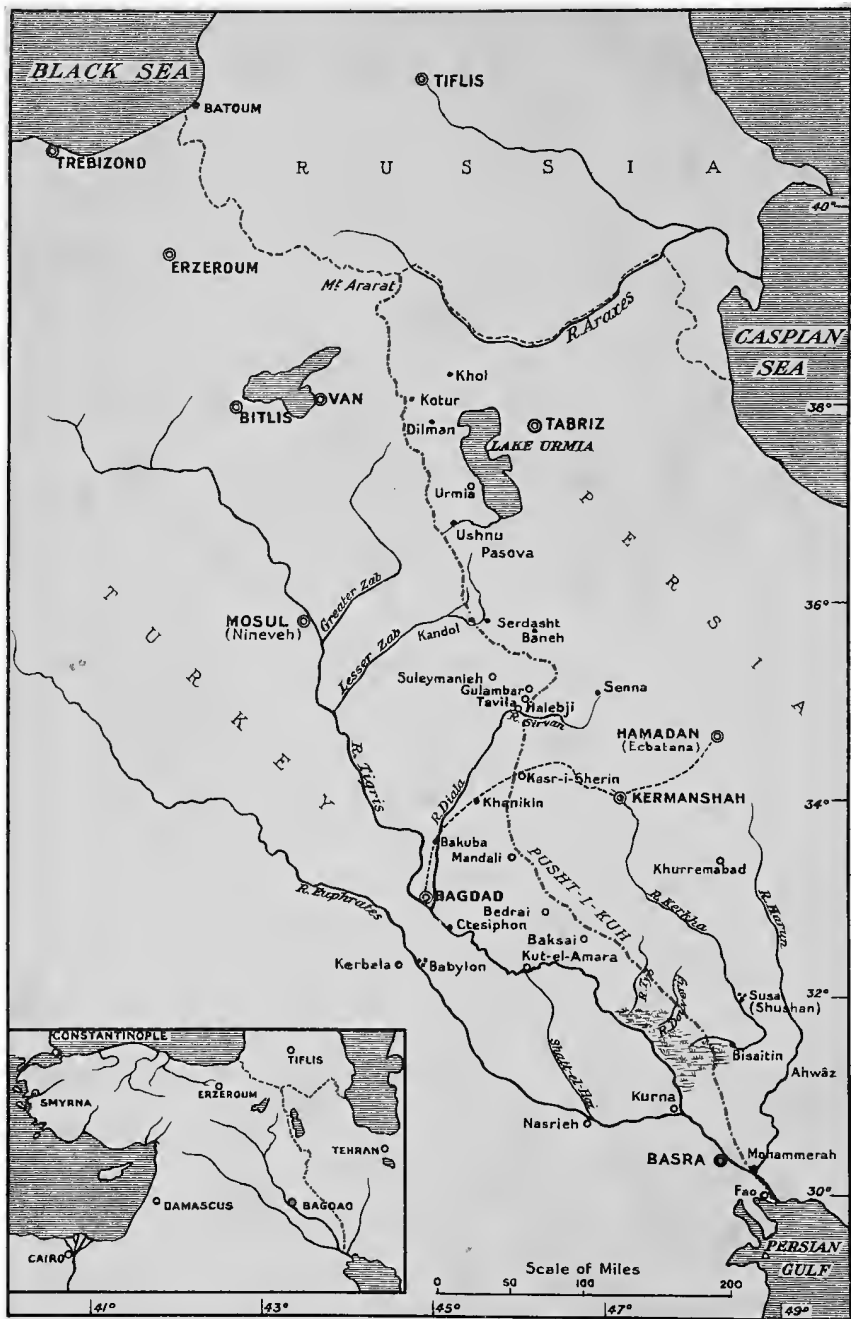 BLACK SEA
TIFLIS
BATOUM
TREBIZOND
RUSSIA
40°
ERZEROUM
Mt Ararat
R. Araxes
CASPIAN
SEA
Khoi
38°
VAN
Kotur
BITLIS
Dilman
TABRIZ
LAKE URMIA
Urmia
PERSIA
Ushnu
Pasova
TURKEY
36°
Greater Zab
MOSUL
(Nineveh)
Serdasht
Kandol
Baneh
Lesser Zab
Suleymanieh
Gulambar
Senna
Tavila
Halebji
R. Sirvan
HAMADAN
(Ecbatana)
R. Tigris
R. Diala
Kasr-i-Sherin
34°
Khanikin
KERMANSHAH
Bakuba
Mandali
PUSHT-I-KUH
Khurremabad
R. Euphrates
BAGDAD
R. Kerkha
R. Karun
Bedrai
Ctesiphon
Baksai
Kut-el-Amara
Kerbela
Babylon
32°
Susa
(Shushan)
Shatt-el-Hai
Bisaitin
Ahwâz
Kurna
Nasrieh
BASRA
Mohammerah
Fao
30°
PERSIAN
GULF
CONSTANTINOPLE
TIFLIS
ERZEROUM
SMYRNA
TEHRAN
DAMASCUS
BAGDAD
CAIRO
Scale of Miles
0 50 100 200
41° 43° 45° 47° 49°